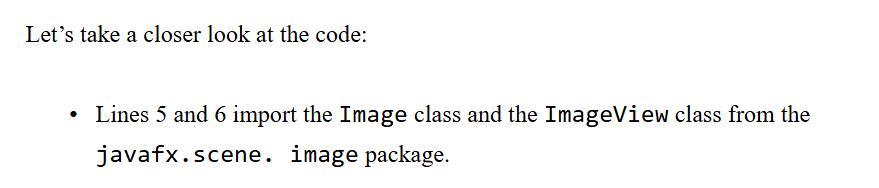 Let’s take a closer look at the code:
• Lines 5 and 6 import the Image class and the ImageView class from the
javafx.scene. image package.